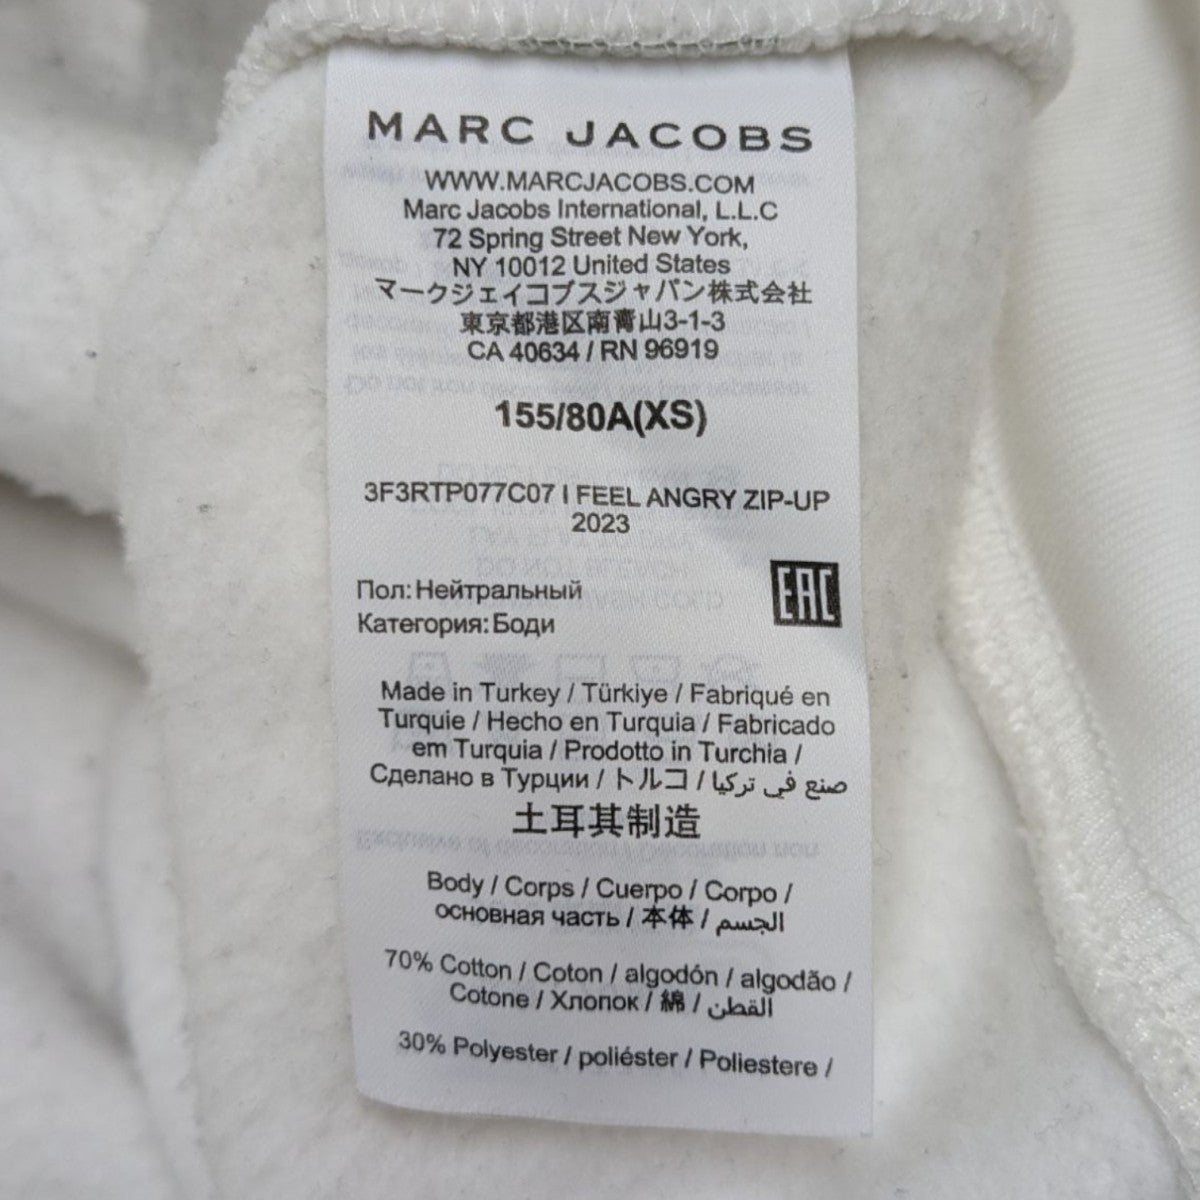 MARC JACOBS
WWW.MARCJACOBS.COM
Marc Jacobs International, L.L.C
72 Spring Street New York,
NY 10012 United States
マークジェイコブスジャパン株式会社
東京都港区南青山3-1-3
CA 40634 / RN 96919
155/80A(XS)
3F3RTP077C07 I FEEL ANGRY ZIP-UP
2023
Пол: Нейтральный
Категория: Боди
EAC
Made in Turkey / Türkiye / Fabriqué en
Turquie / Hecho en Turquia / Fabricado
em Turquia / Prodotto in Turchia /
Сделано в Турции / トルコ / صنع في تركيا
土耳其制造
Body / Corps / Cuerpo / Corpo /
основная часть / 本体 / الجسم
70% Cotton / Coton / algodón / algodão /
Cotone / Хлопок / 綿 / القطن
30% Polyester / poliéster / Poliestere /